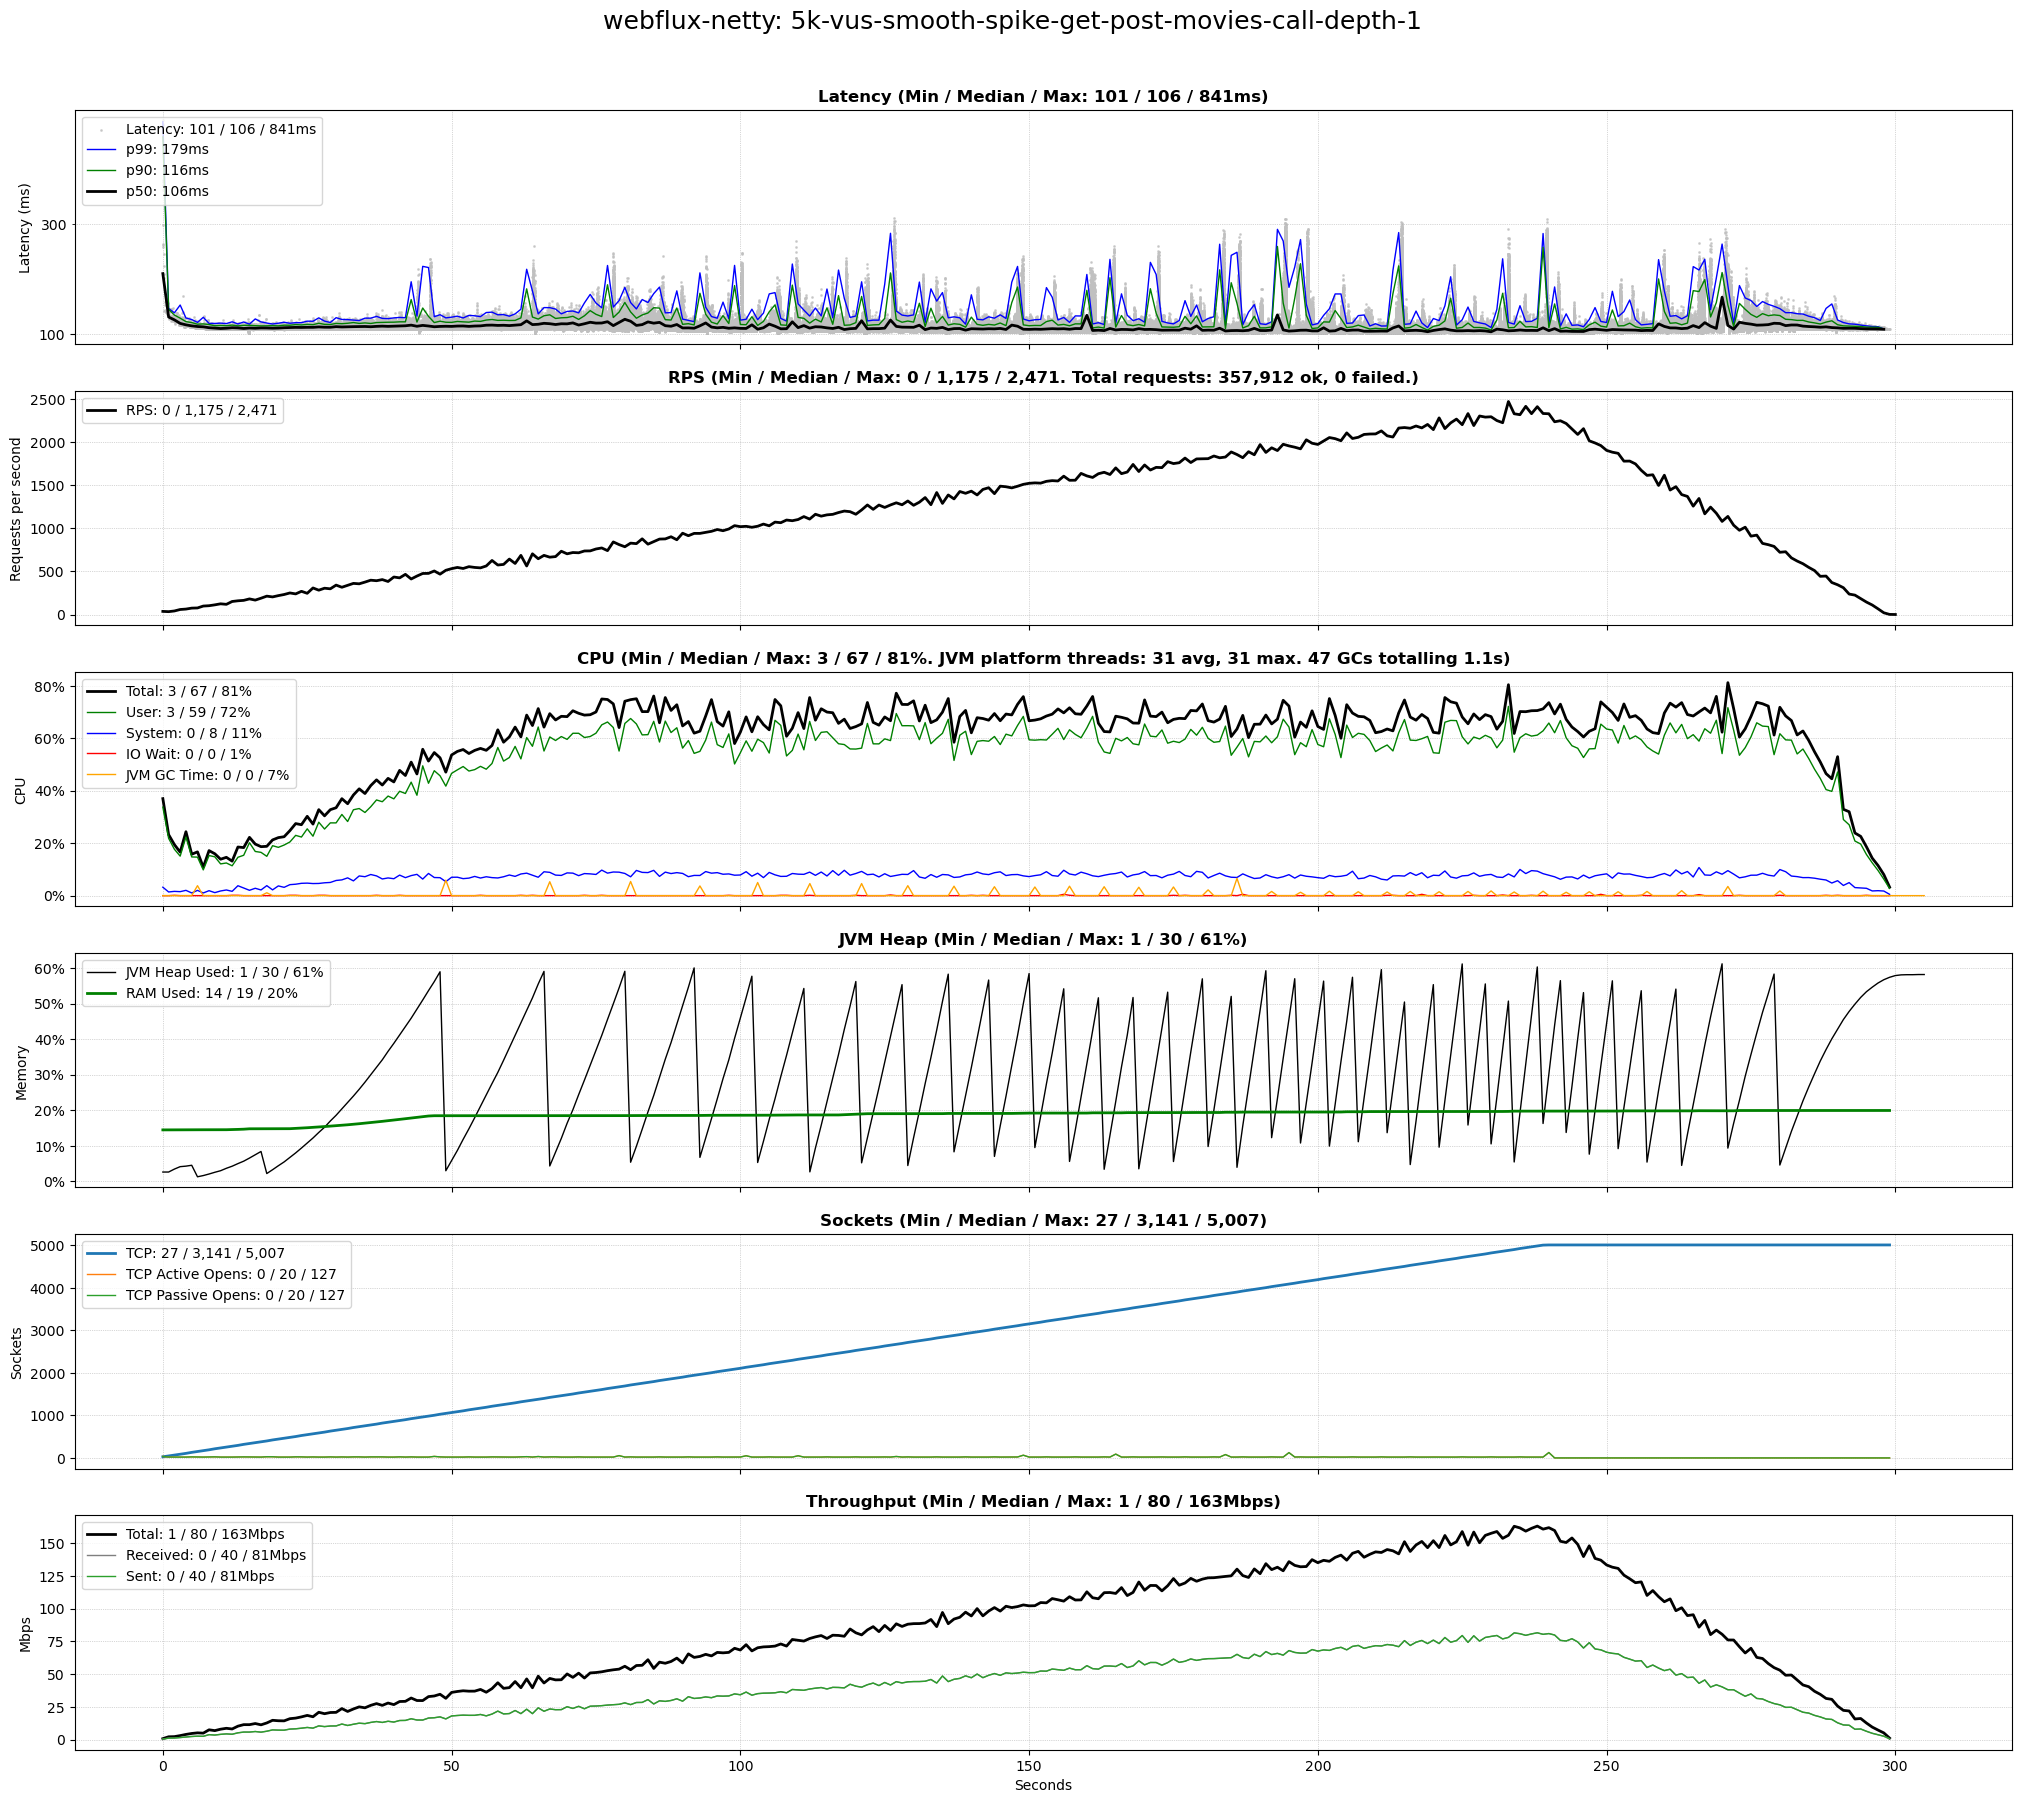 webflux-netty: 5k-vus-smooth-spike-get-post-movies-call-depth-1
Latency (Min / Median / Max: 101 / 106 / 841ms)
Latency: 101 / 106 / 841ms
p99: 179ms
p90: 116ms
p50: 106ms
Latency (ms)
300
100
RPS (Min / Median / Max: 0 / 1,175 / 2,471. Total requests: 357,912 ok, 0 failed.)
RPS: 0 / 1,175 / 2,471
Requests per second
2500
2000
1500
1000
500
0
CPU (Min / Median / Max: 3 / 67 / 81%. JVM platform threads: 31 avg, 31 max. 47 GCs totalling 1.1s)
Total: 3 / 67 / 81%
User: 3 / 59 / 72%
System: 0 / 8 / 11%
IO Wait: 0 / 0 / 1%
JVM GC Time: 0 / 0 / 7%
CPU
80%
60%
40%
20%
0%
JVM Heap (Min / Median / Max: 1 / 30 / 61%)
JVM Heap Used: 1 / 30 / 61%
RAM Used: 14 / 19 / 20%
Memory
60%
50%
40%
30%
20%
10%
0%
Sockets (Min / Median / Max: 27 / 3,141 / 5,007)
TCP: 27 / 3,141 / 5,007
TCP Active Opens: 0 / 20 / 127
TCP Passive Opens: 0 / 20 / 127
Sockets
5000
4000
3000
2000
1000
0
Throughput (Min / Median / Max: 1 / 80 / 163Mbps)
Total: 1 / 80 / 163Mbps
Received: 0 / 40 / 81Mbps
Sent: 0 / 40 / 81Mbps
Mbps
150
125
100
75
50
25
0
0 50 100 150 200 250 300
Seconds